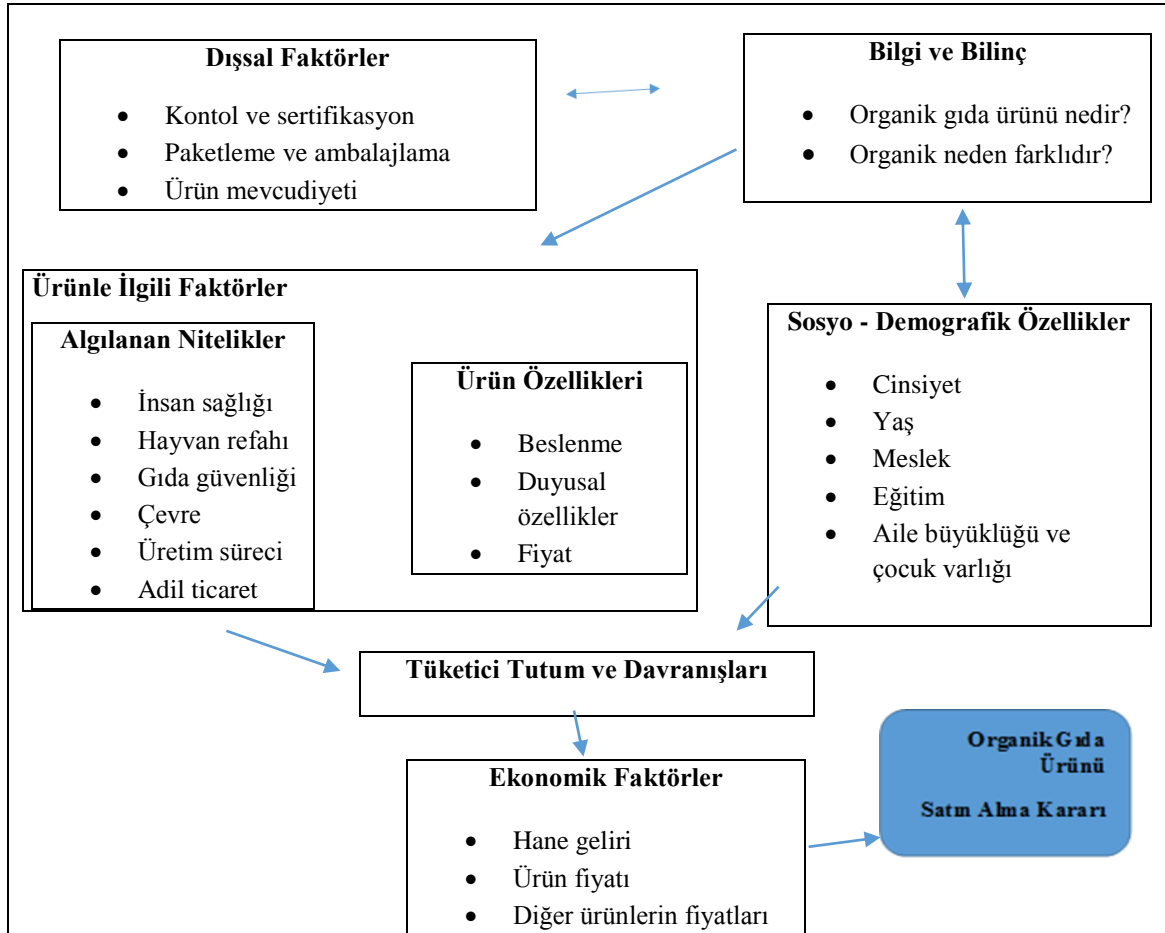 Dışsal Faktörler
• Kontol ve sertifikasyon
• Paketleme ve ambalajlama
• Ürün mevcudiyeti
Bilgi ve Bilinç
• Organik gıda ürünü nedir?
• Organik neden farklıdır?
Ürünle İlgili Faktörler
Algılanan Nitelikler
• İnsan sağlığı
• Hayvan refahı
• Gıda güvenliği
• Çevre
• Üretim süreci
• Adil ticaret
Ürün Özellikleri
• Beslenme
• Duyusal
özellikler
• Fiyat
Sosyo - Demografik Özellikler
• Cinsiyet
• Yaş
• Meslek
• Eğitim
• Aile büyüklüğü ve
çocuk varlığı
Tüketici Tutum ve Davranışları
Ekonomik Faktörler
• Hane geliri
• Ürün fiyatı
• Diğer ürünlerin fiyatları
Organik Gıda
Ürünü
Satın Alma Kararı